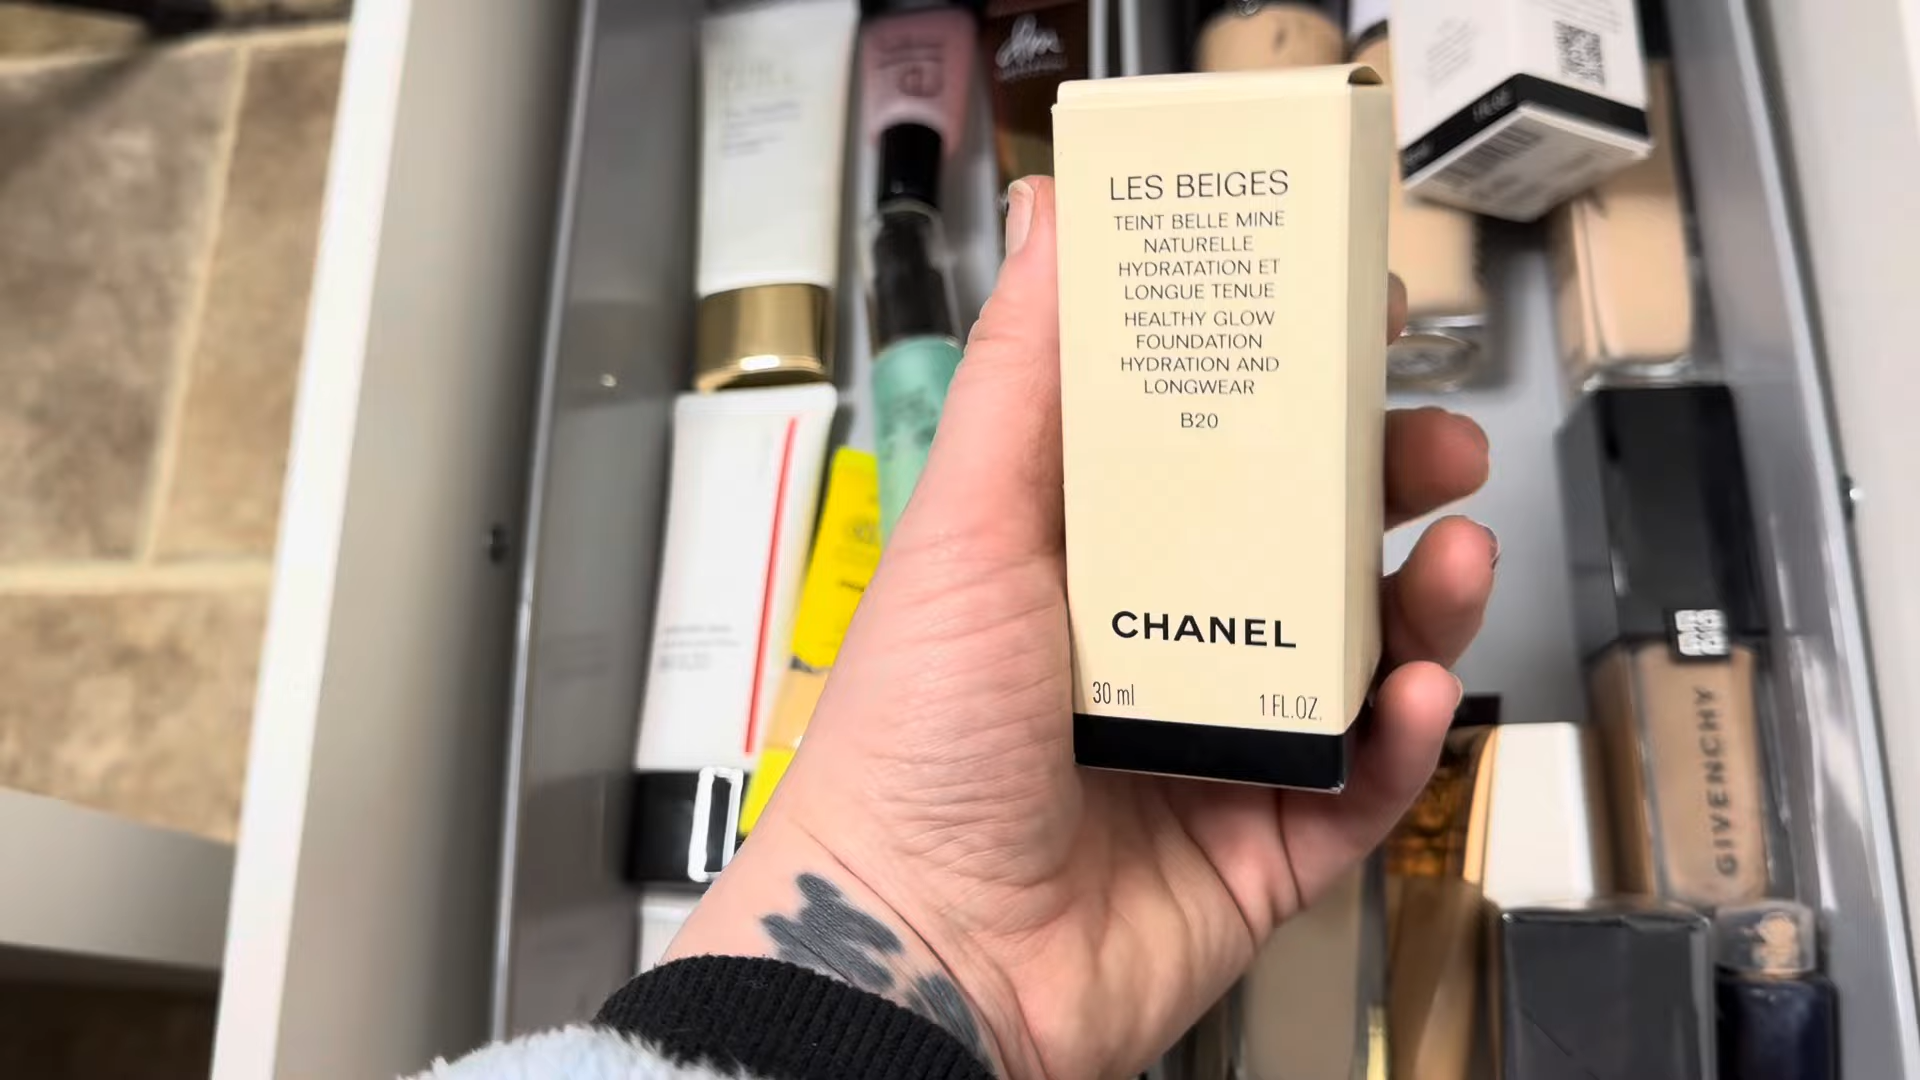 LES BEIGES
TEINT BELLE MINE
NATURELLE
HYDRATATION ET
LONGUE TENUE
HEALTHY GLOW
FOUNDATION
HYDRATION AND
LONGWEAR
B20
CHANEL
30 ml 1 FL.OZ.
GIVENCHY